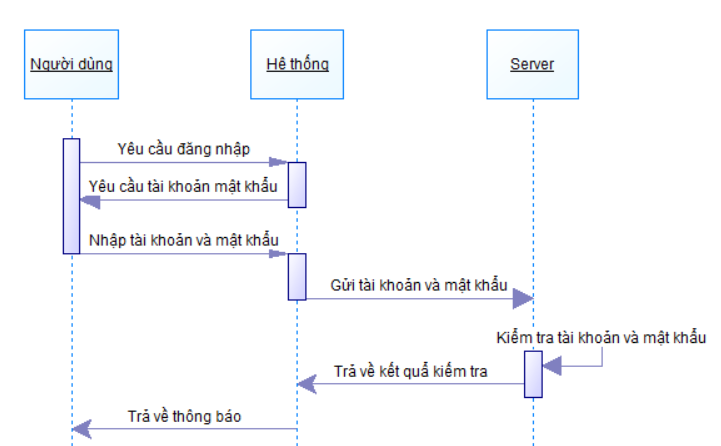 Người dùng
Hê thống
Server
Yêu cầu đăng nhập
Yêu cầu tài khoản mật khẩu
Nhập tài khoản và mật khẩu
Gửi tài khoản và mật khẩu
Kiểm tra tài khoản và mật khẩu
Trả về kết quẩ kiểm tra
Trả về thông báo